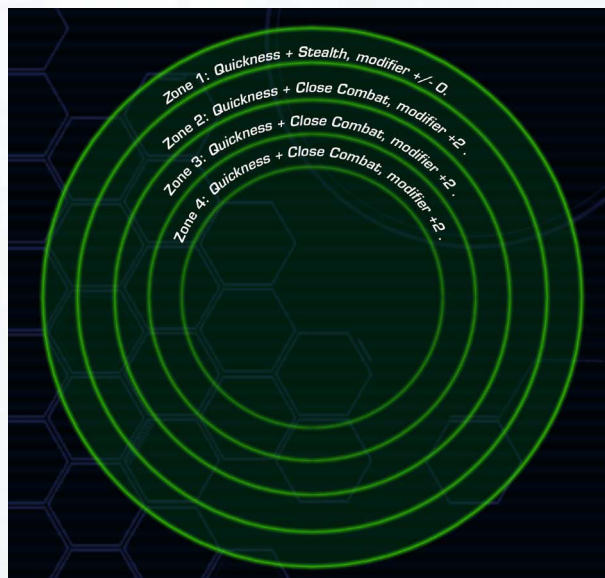 Zone 1: Quickness + Stealth, modifier +/- 0.
Zone 2: Quickness + Close Combat, modifier +2 .
Zone 3: Quickness + Close Combat, modifier +2 .
Zone 4: Quickness + Close Combat, modifier +2 .